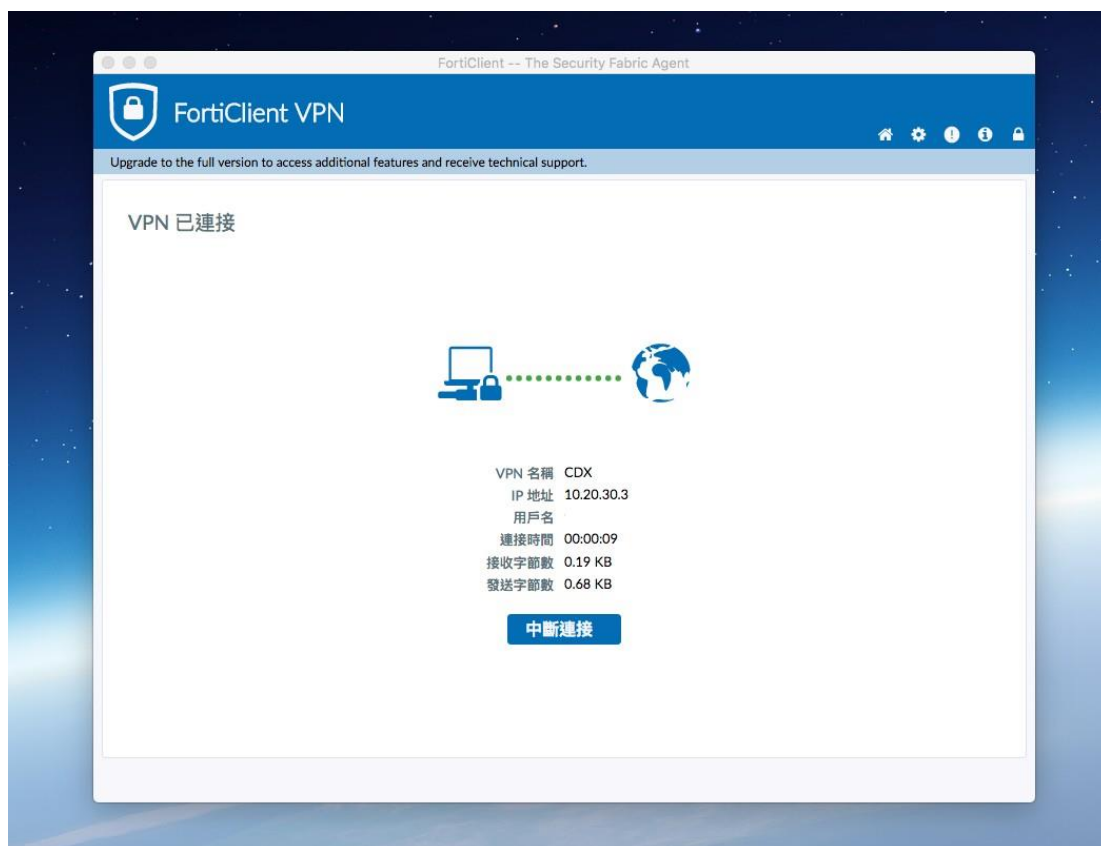 FortiClient -- The Security Fabric Agent
FortiClient VPN
Upgrade to the full version to access additional features and receive technical support.
VPN 已連接
VPN 名稱 CDX
IP 地址 10.20.30.3
用戶名
連接時間 00:00:09
接收字節數 0.19 KB
發送字節數 0.68 KB
中斷連接